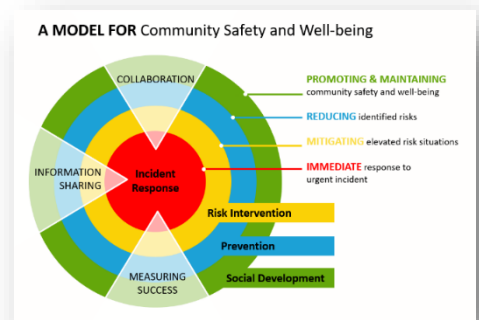 A MODEL FOR Community Safety and Well-being
COLLABORATION
PROMOTING & MAINTAINING
community safety and well-being
REDUCING identified risks
MITIGATING elevated risk situations
IMMEDIATE response to
urgent incident
INFORMATION
SHARING
Incident
Response
Risk Intervention
Prevention
Social Development
MEASURING
SUCCESS